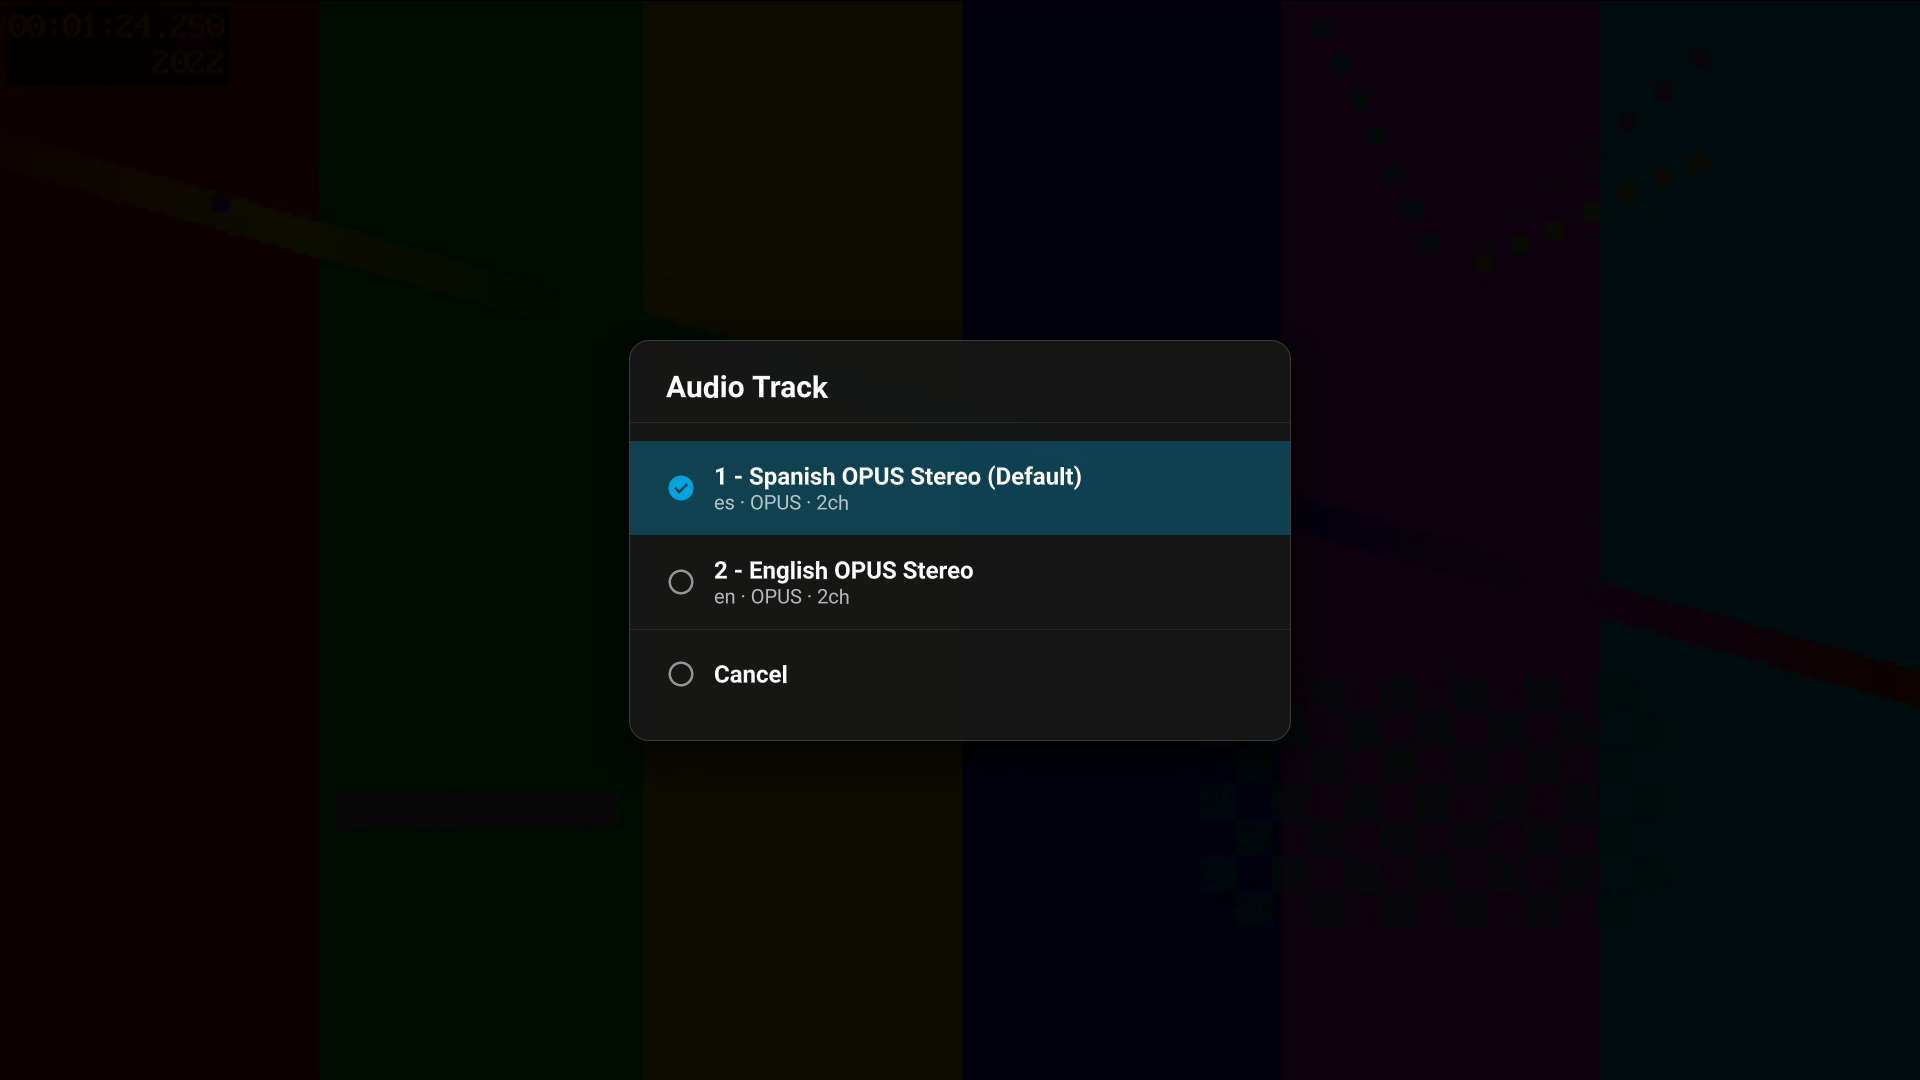 00:01:24.250
2022
Audio Track
1 - Spanish OPUS Stereo (Default)
es · OPUS · 2ch
2 - English OPUS Stereo
en · OPUS · 2ch
Cancel